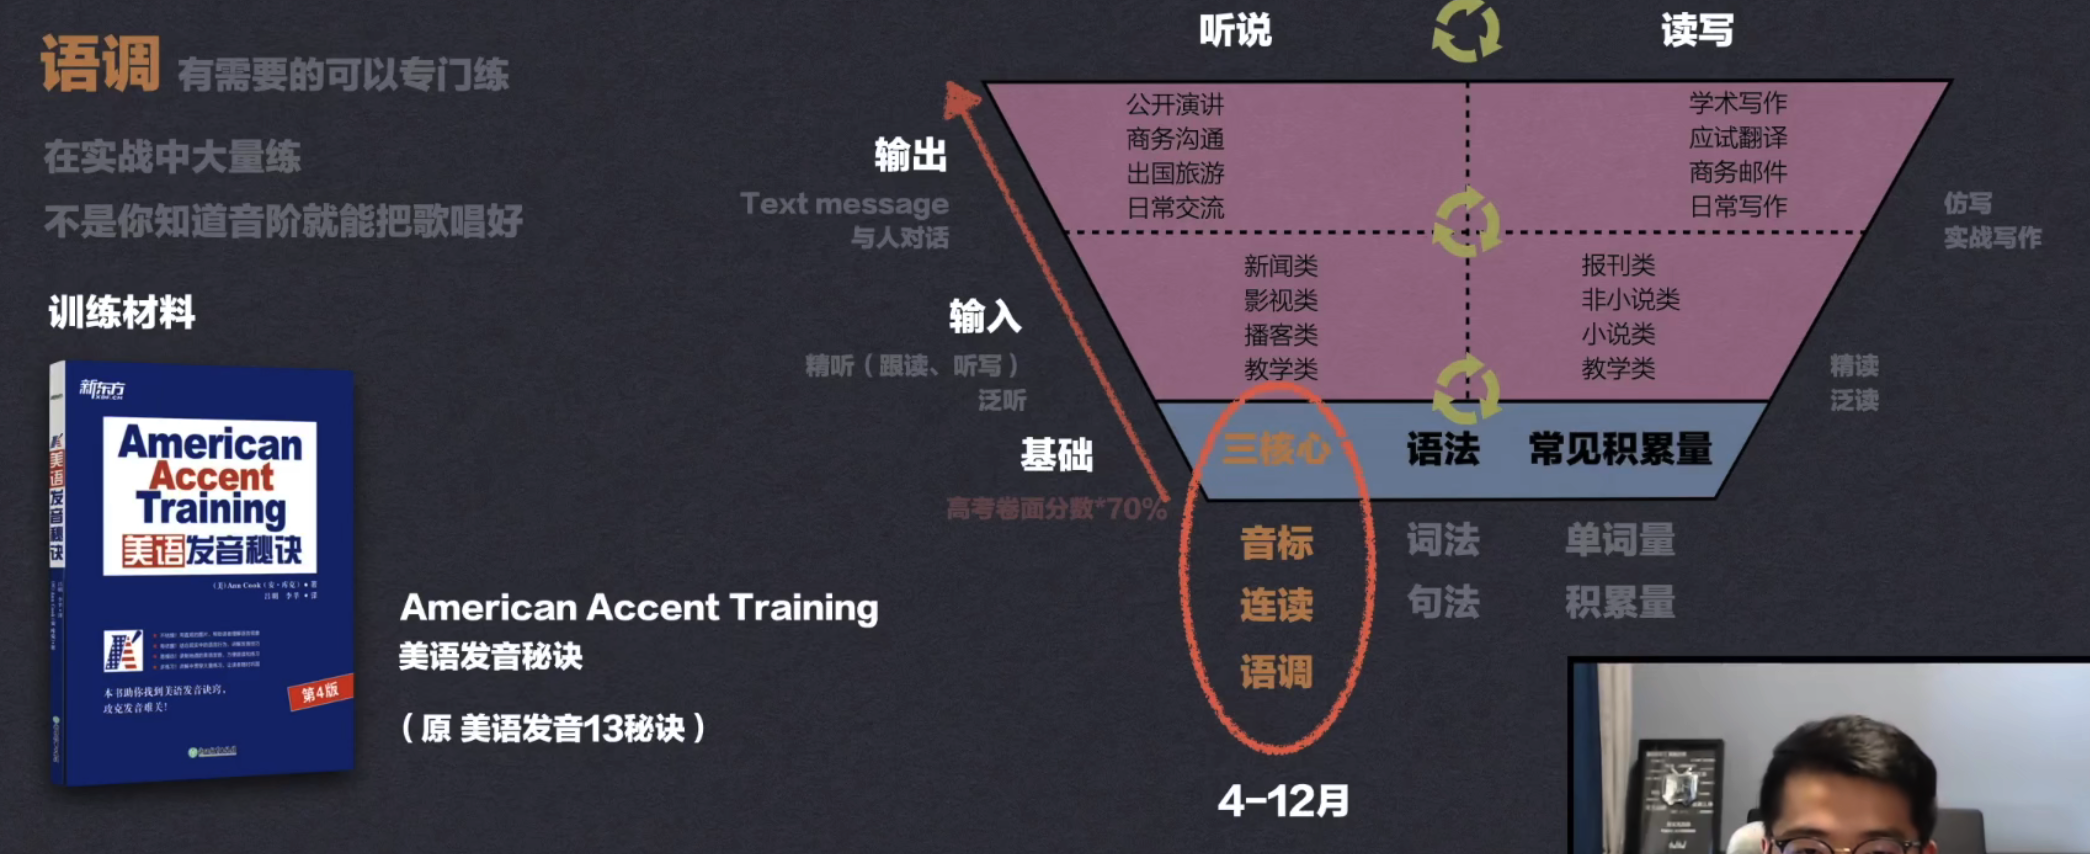 语调 有需要的可以专门练
在实战中大量练
不是你知道音阶就能把歌唱好
训练材料
新东方
XDF.CN
American
Accent
Training
美语发音秘诀
(美) Ann Cook (安·库克) • 著
美语发音秘诀
本书助你找到美语发音诀窍,
攻克发音难关!
第4版
American Accent Training
美语发音秘诀
(原 美语发音13秘诀)
听说
读写
输出
Text message
与人对话
公开演讲
商务沟通
出国旅游
日常交流
学术写作
应试翻译
商务邮件
日常写作
仿写
实战写作
输入
精听(跟读、听写)
泛听
新闻类
影视类
播客类
教学类
报刊类
非小说类
小说类
教学类
精读
泛读
基础
高考卷面分数*70%
三核心
语法
常见积累量
音标
词法
单词量
连读
句法
积累量
语调
4-12月